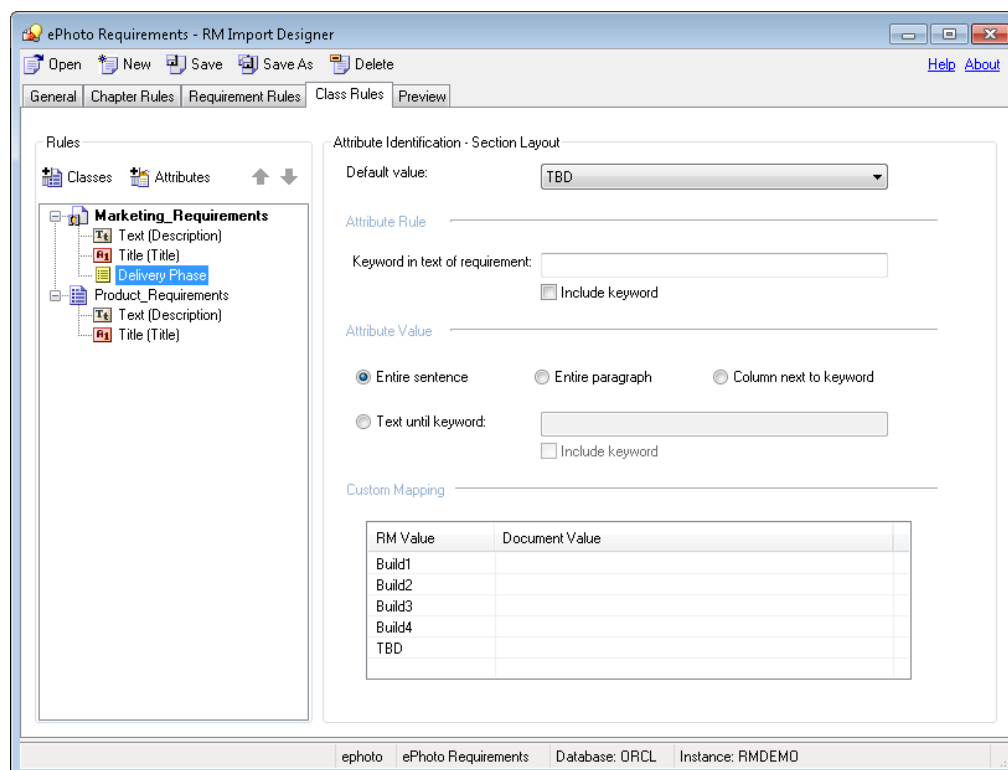 ePhoto Requirements - RM Import Designer
Open New Save Save As Delete Help About
General Chapter Rules Requirement Rules Class Rules Preview
Rules
Classes Attributes
Marketing_Requirements
Text (Description)
Title (Title)
Delivery Phase
Product_Requirements
Text (Description)
Title (Title)
Attribute Identification - Section Layout
Default value: TBD
Attribute Rule
Keyword in text of requirement:
Include keyword
Attribute Value
Entire sentence Entire paragraph Column next to keyword
Text until keyword:
Include keyword
Custom Mapping
RM Value Document Value
Build1
Build2
Build3
Build4
TBD
ephoto ePhoto Requirements Database: ORCL Instance: RMDEMO